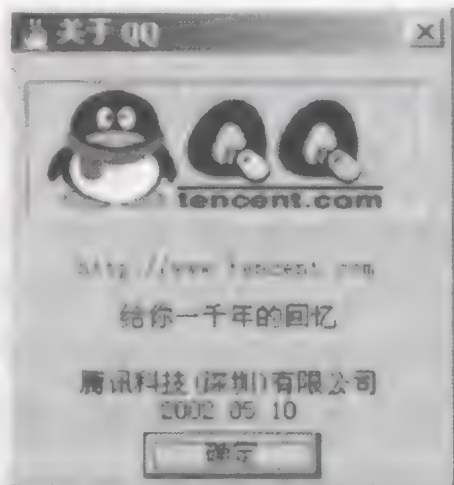 关于 QQ
tencent.com
http://www.tencent.com
给你一千年的回忆
腾讯科技(深圳)有限公司
2002 05 10
确定